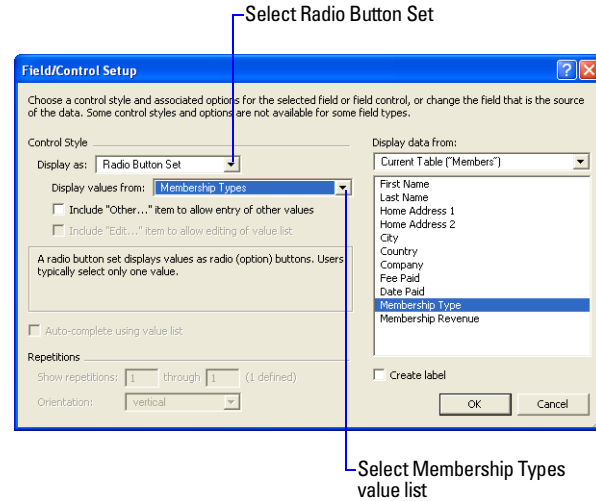 Select Radio Button Set
Field/Control Setup
Choose a control style and associated options for the selected field or field control, or change the field that is the source
of the data. Some control styles and options are not available for some field types.
Control Style
Display as: Radio Button Set
Display values from: Membership Types
Include "Other..." item to allow entry of other values
Include "Edit..." item to allow editing of value list
A radio button set displays values as radio (option) buttons. Users
typically select only one value.
Auto-complete using value list
Repetitions
Show repetitions: 1 through 1 (1 defined)
Orientation: vertical
Display data from:
Current Table ("Members")
First Name
Last Name
Home Address 1
Home Address 2
City
Country
Company
Fee Paid
Date Paid
Membership Type
Membership Revenue
Create label
OK Cancel
Select Membership Types
value list